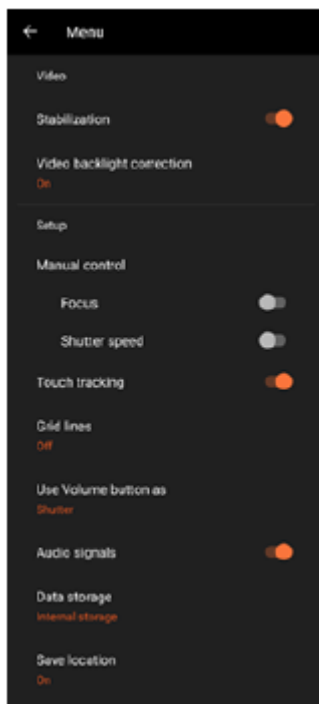 Menu
Video
Stabilization
Video backlight correction
On
Setup
Manual control
Focus
Shutter speed
Touch tracking
Grid lines
Off
Use Volume button as
Shutter
Audio signals
Data storage
Internal storage
Save location
On